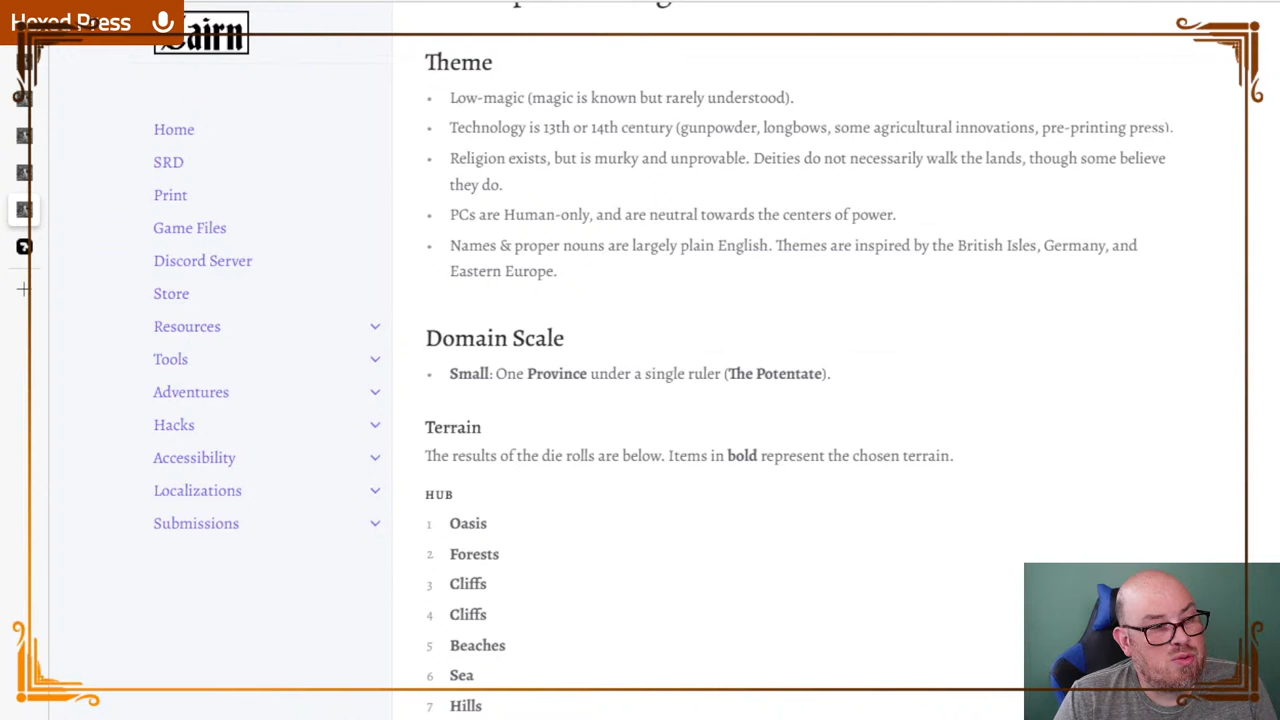 Hexed Press
Cairn
Home
SRD
Print
Game Files
Discord Server
Store
Resources
Tools
Adventures
Hacks
Accessibility
Localizations
Submissions
Theme
• Low-magic (magic is known but rarely understood).
• Technology is 13th or 14th century (gunpowder, longbows, some agricultural innovations, pre-printing press).
• Religion exists, but is murky and unprovable. Deities do not necessarily walk the lands, though some believe
they do.
• PCs are Human-only, and are neutral towards the centers of power.
• Names & proper nouns are largely plain English. Themes are inspired by the British Isles, Germany, and
Eastern Europe.
Domain Scale
• Small: One Province under a single ruler (The Potentate).
Terrain
The results of the die rolls are below. Items in bold represent the chosen terrain.
HUB
1 Oasis
2 Forests
3 Cliffs
4 Cliffs
5 Beaches
6 Sea
7 Hills